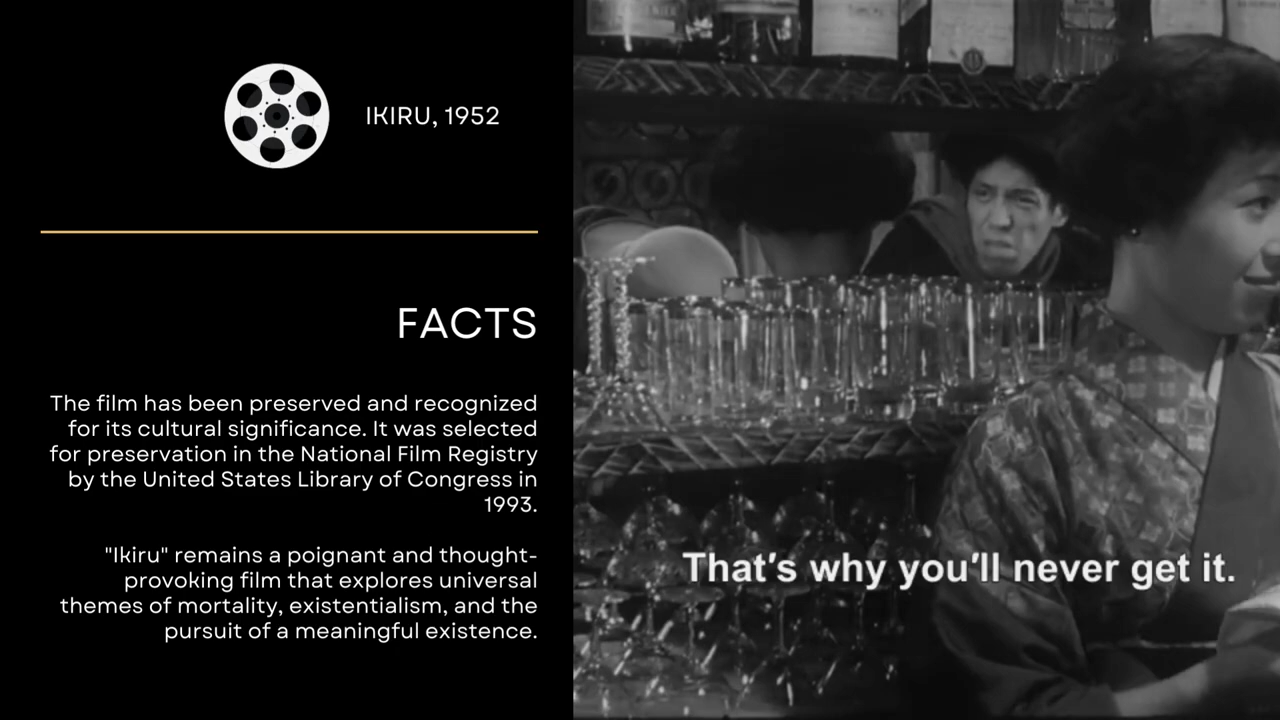 IKIRU, 1952
FACTS
The film has been preserved and recognized
for its cultural significance. It was selected
for preservation in the National Film Registry
by the United States Library of Congress in
1993.
"Ikiru" remains a poignant and thought-
provoking film that explores universal
themes of mortality, existentialism, and the
pursuit of a meaningful existence.
That's why you'll never get it.